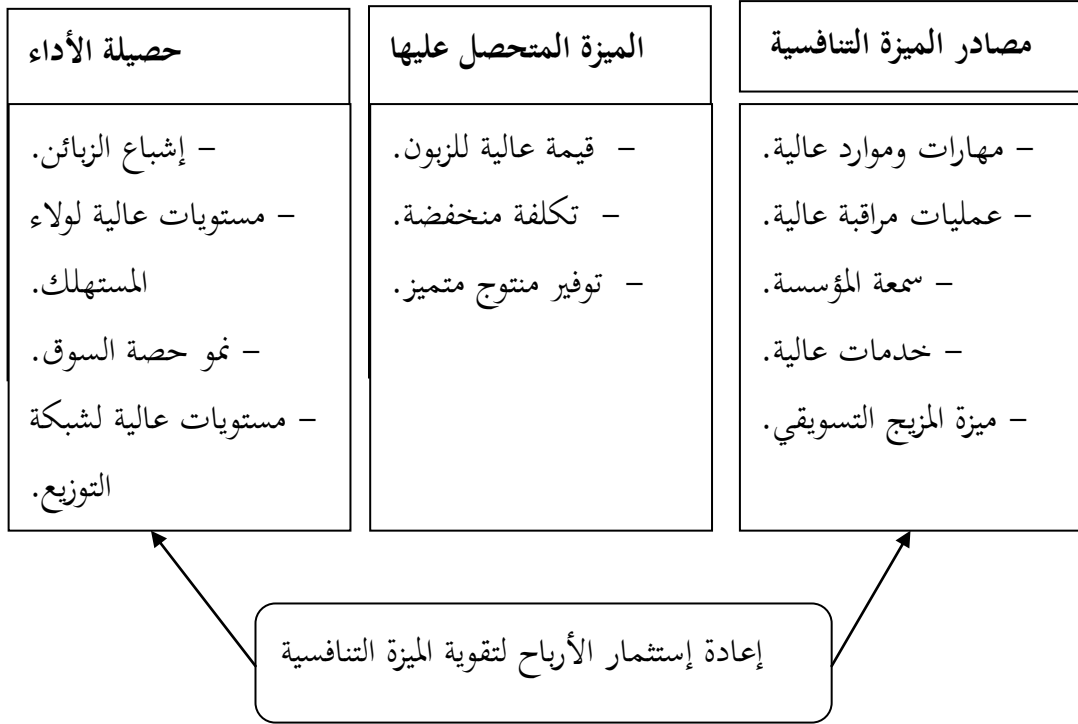 مصادر الميزة التنافسية
– مهارات وموارد عالية.
– عمليات مراقبة عالية.
– سمعة المؤسسة.
– خدمات عالية.
– ميزة المزيج التسويقي.
الميزة المتحصل عليها
– قيمة عالية للزبون.
– تكلفة منخفضة.
– توفير منتوج متميز.
حصيلة الأداء
– إشباع الزبائن.
– مستويات عالية لولاء
المستهلك.
– نمو حصة السوق.
– مستويات عالية لشبكة
التوزيع.
إعادة إستثمار الأرباح لتقوية الميزة التنافسية